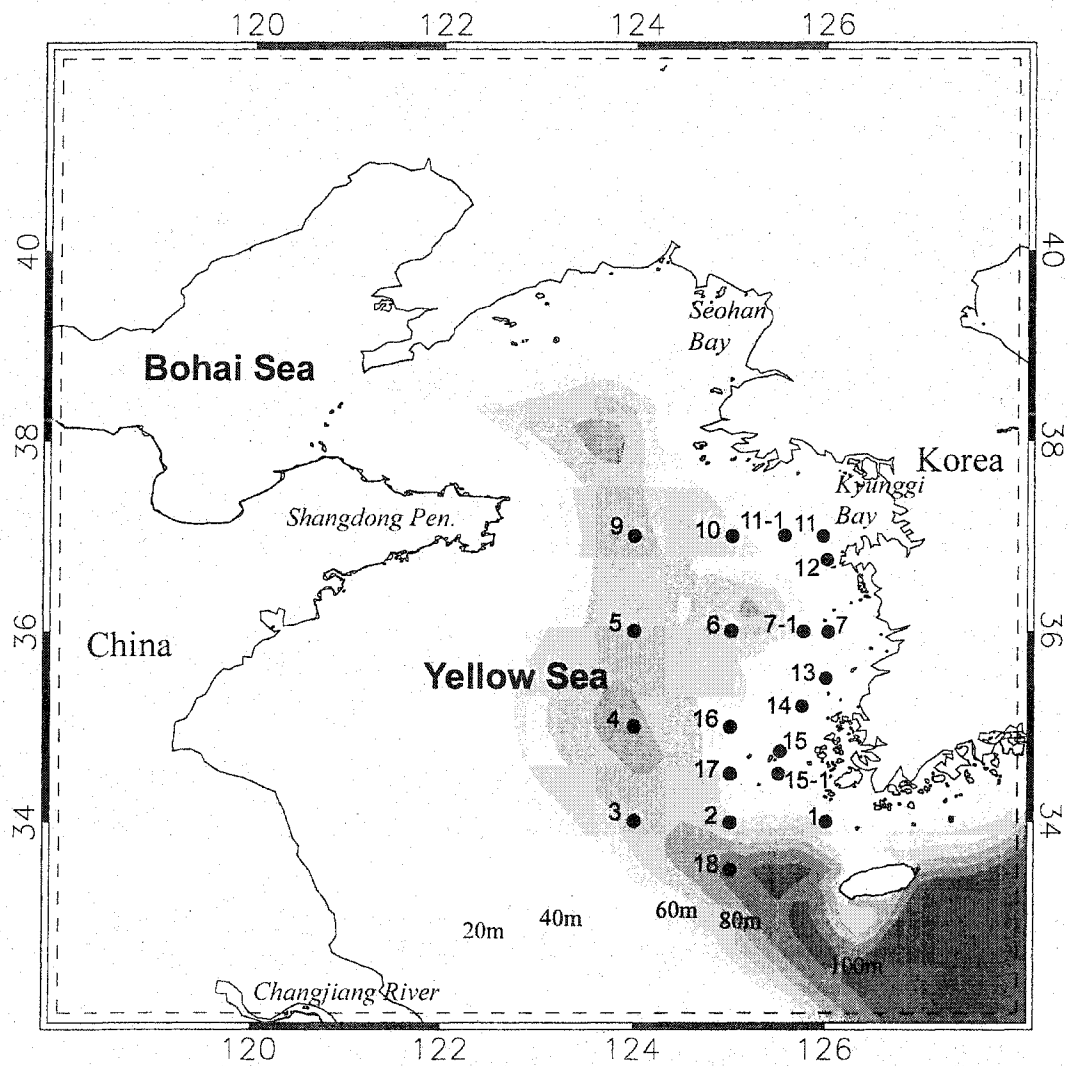 120 122 124 126
40 40
Seohan
Bay
Bohai Sea
38 38
Korea
Kyunggi
Bay
Shangdong Pen.
9 10 11-1 11
12
China
36 36
5 6 7-1 7
Yellow Sea
13
14
4 16
15
17 15-1
34 34
3 2 1
18
20m 40m 60m 80m
100m
Changjiang River
120 122 124 126